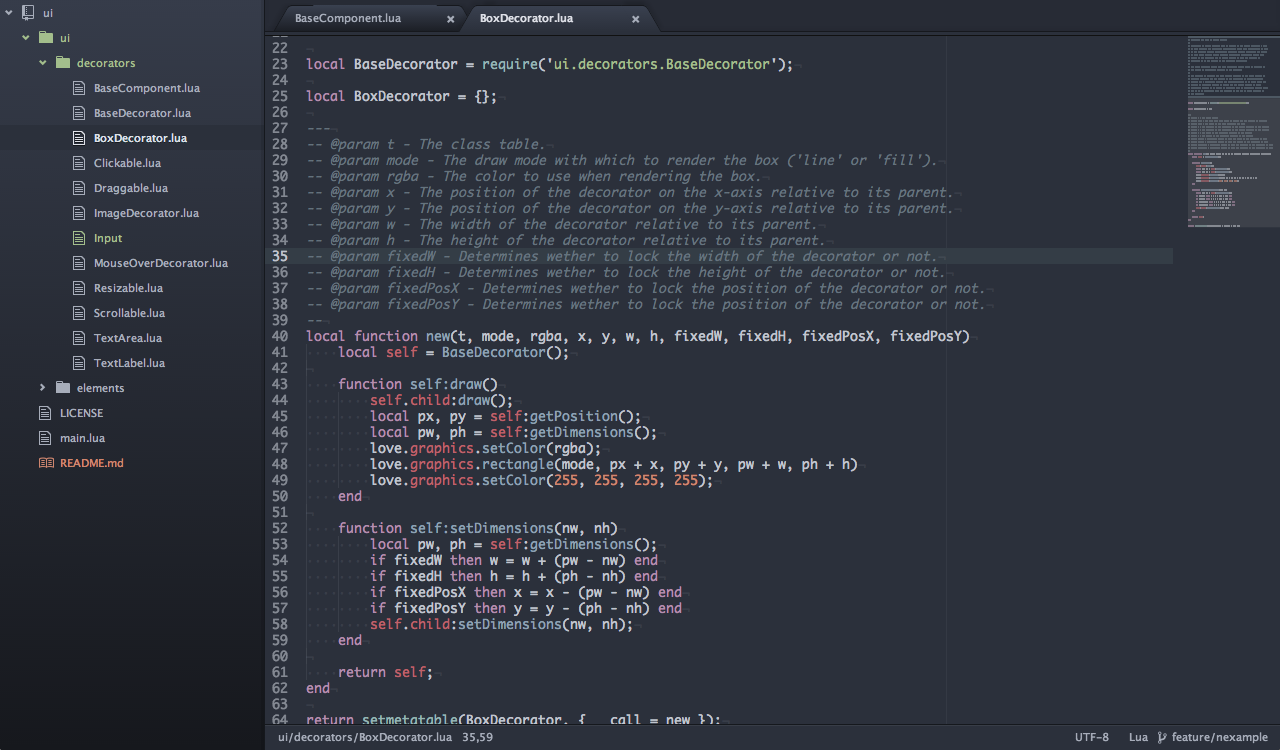 ui
ui
decorators
BaseComponent.lua
BaseDecorator.lua
BoxDecorator.lua
Clickable.lua
Draggable.lua
ImageDecorator.lua
Input
MouseOverDecorator.lua
Resizable.lua
Scrollable.lua
TextArea.lua
TextLabel.lua
elements
LICENSE
main.lua
README.md
BaseComponent.lua × BoxDecorator.lua ×
22
23 local BaseDecorator = require('ui.decorators.BaseDecorator');
24
25 local BoxDecorator = {};
26
27 ---
28 -- @param t - The class table.
29 -- @param mode - The draw mode with which to render the box ('line' or 'fill').
30 -- @param rgba - The color to use when rendering the box.
31 -- @param x - The position of the decorator on the x-axis relative to its parent.
32 -- @param y - The position of the decorator on the y-axis relative to its parent.
33 -- @param w - The width of the decorator relative to its parent.
34 -- @param h - The height of the decorator relative to its parent.
35 -- @param fixedW - Determines wether to lock the width of the decorator or not.
36 -- @param fixedH - Determines wether to lock the height of the decorator or not.
37 -- @param fixedPosX - Determines wether to lock the position of the decorator or not.
38 -- @param fixedPosY - Determines wether to lock the position of the decorator or not.
39 --
40 local function new(t, mode, rgba, x, y, w, h, fixedW, fixedH, fixedPosX, fixedPosY)
41     local self = BaseDecorator();
42
43     function self:draw()
44         self.child:draw();
45         local px, py = self:getPosition();
46         local pw, ph = self:getDimensions();
47         love.graphics.setColor(rgba);
48         love.graphics.rectangle(mode, px + x, py + y, pw + w, ph + h)
49         love.graphics.setColor(255, 255, 255, 255);
50     end
51
52     function self:setDimensions(nw, nh)
53         local pw, ph = self:getDimensions();
54         if fixedW then w = w + (pw - nw) end
55         if fixedH then h = h + (ph - nh) end
56         if fixedPosX then x = x - (pw - nw) end
57         if fixedPosY then y = y - (ph - nh) end
58         self.child:setDimensions(nw, nh);
59     end
60
61     return self;
62 end
63
64 return setmetatable(BoxDecorator, { __call = new });
ui/decorators/BoxDecorator.lua 35,59 UTF-8 Lua feature/nexample